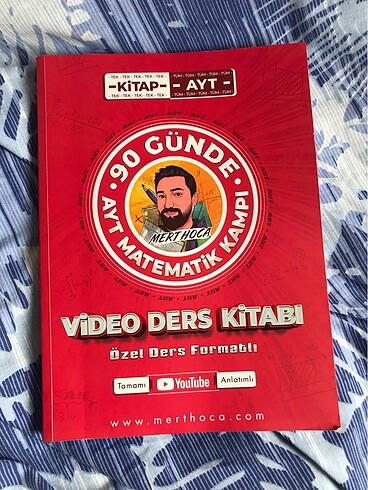 - TEK - TEK - TEK - TEK - TEK -
-KİTAP-
- TEK - TEK - TEK - TEK - TEK -
- TÜM - TÜM - TÜM - TÜM - TÜM
- AYT -
- TÜM - TÜM - TÜM - TÜM - TÜM
• 90 GÜNDE •
AYT MATEMATİK KAMPI
MERT HOCA
VİDEO DERS KİTABI
Özel Ders Formatlı
Tamamı YouTube Anlatımlı
www.merthoca.com